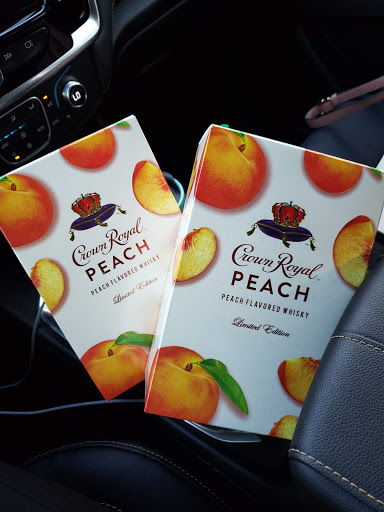 Crown Royal
PEACH
PEACH FLAVORED WHISKY
Limited Edition
Crown Royal
PEACH
PEACH FLAVORED WHISKY
Limited Edition